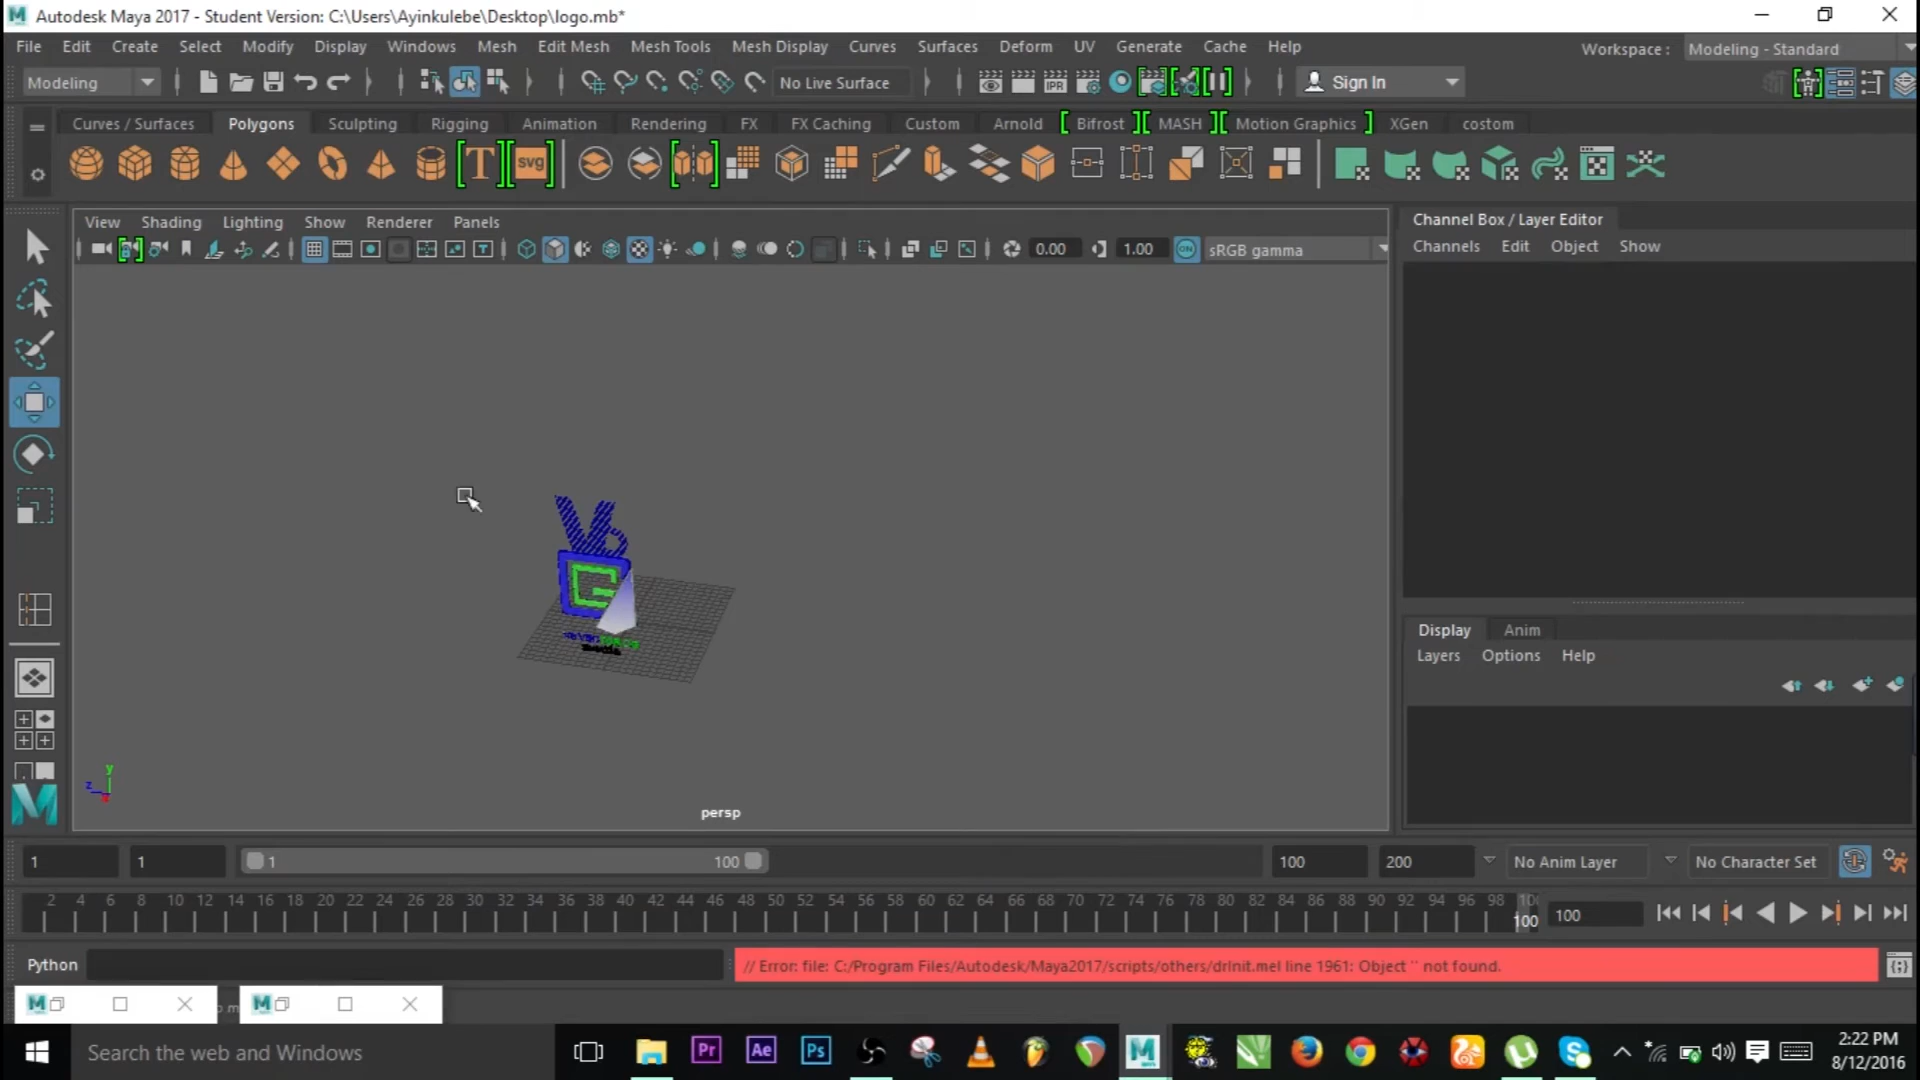 Autodesk Maya 2017 - Student Version: C:\Users\Ayinkulebe\Desktop\logo.mb*
File Edit Create Select Modify Display Windows Mesh Edit Mesh Mesh Tools Mesh Display Curves Surfaces Deform UV Generate Cache Help Workspace : Modeling - Standard
Modeling No Live Surface IPR Sign In
Curves / Surfaces Polygons Sculpting Rigging Animation Rendering FX FX Caching Custom Arnold Bifrost MASH Motion Graphics XGen costom
T svg
View Shading Lighting Show Renderer Panels
0.00 1.00 ON sRGB gamma
Channel Box / Layer Editor
Channels Edit Object Show
Vb
G
media
persp
y
z
x
Display Anim
Layers Options Help
1 1 1 100 100 200 No Anim Layer No Character Set
2 4 6 8 10 12 14 16 18 20 22 24 26 28 30 32 34 36 38 40 42 44 46 48 50 52 54 56 58 60 62 64 66 68 70 72 74 76 78 80 82 84 86 88 90 92 94 96 98 100
100 100
Python // Error: file: C:/Program Files/Autodesk/Maya2017/scripts/others/drInit.mel line 1961: Object '' not found.
Search the web and Windows
Pr Ae Ps
2:22 PM
8/12/2016